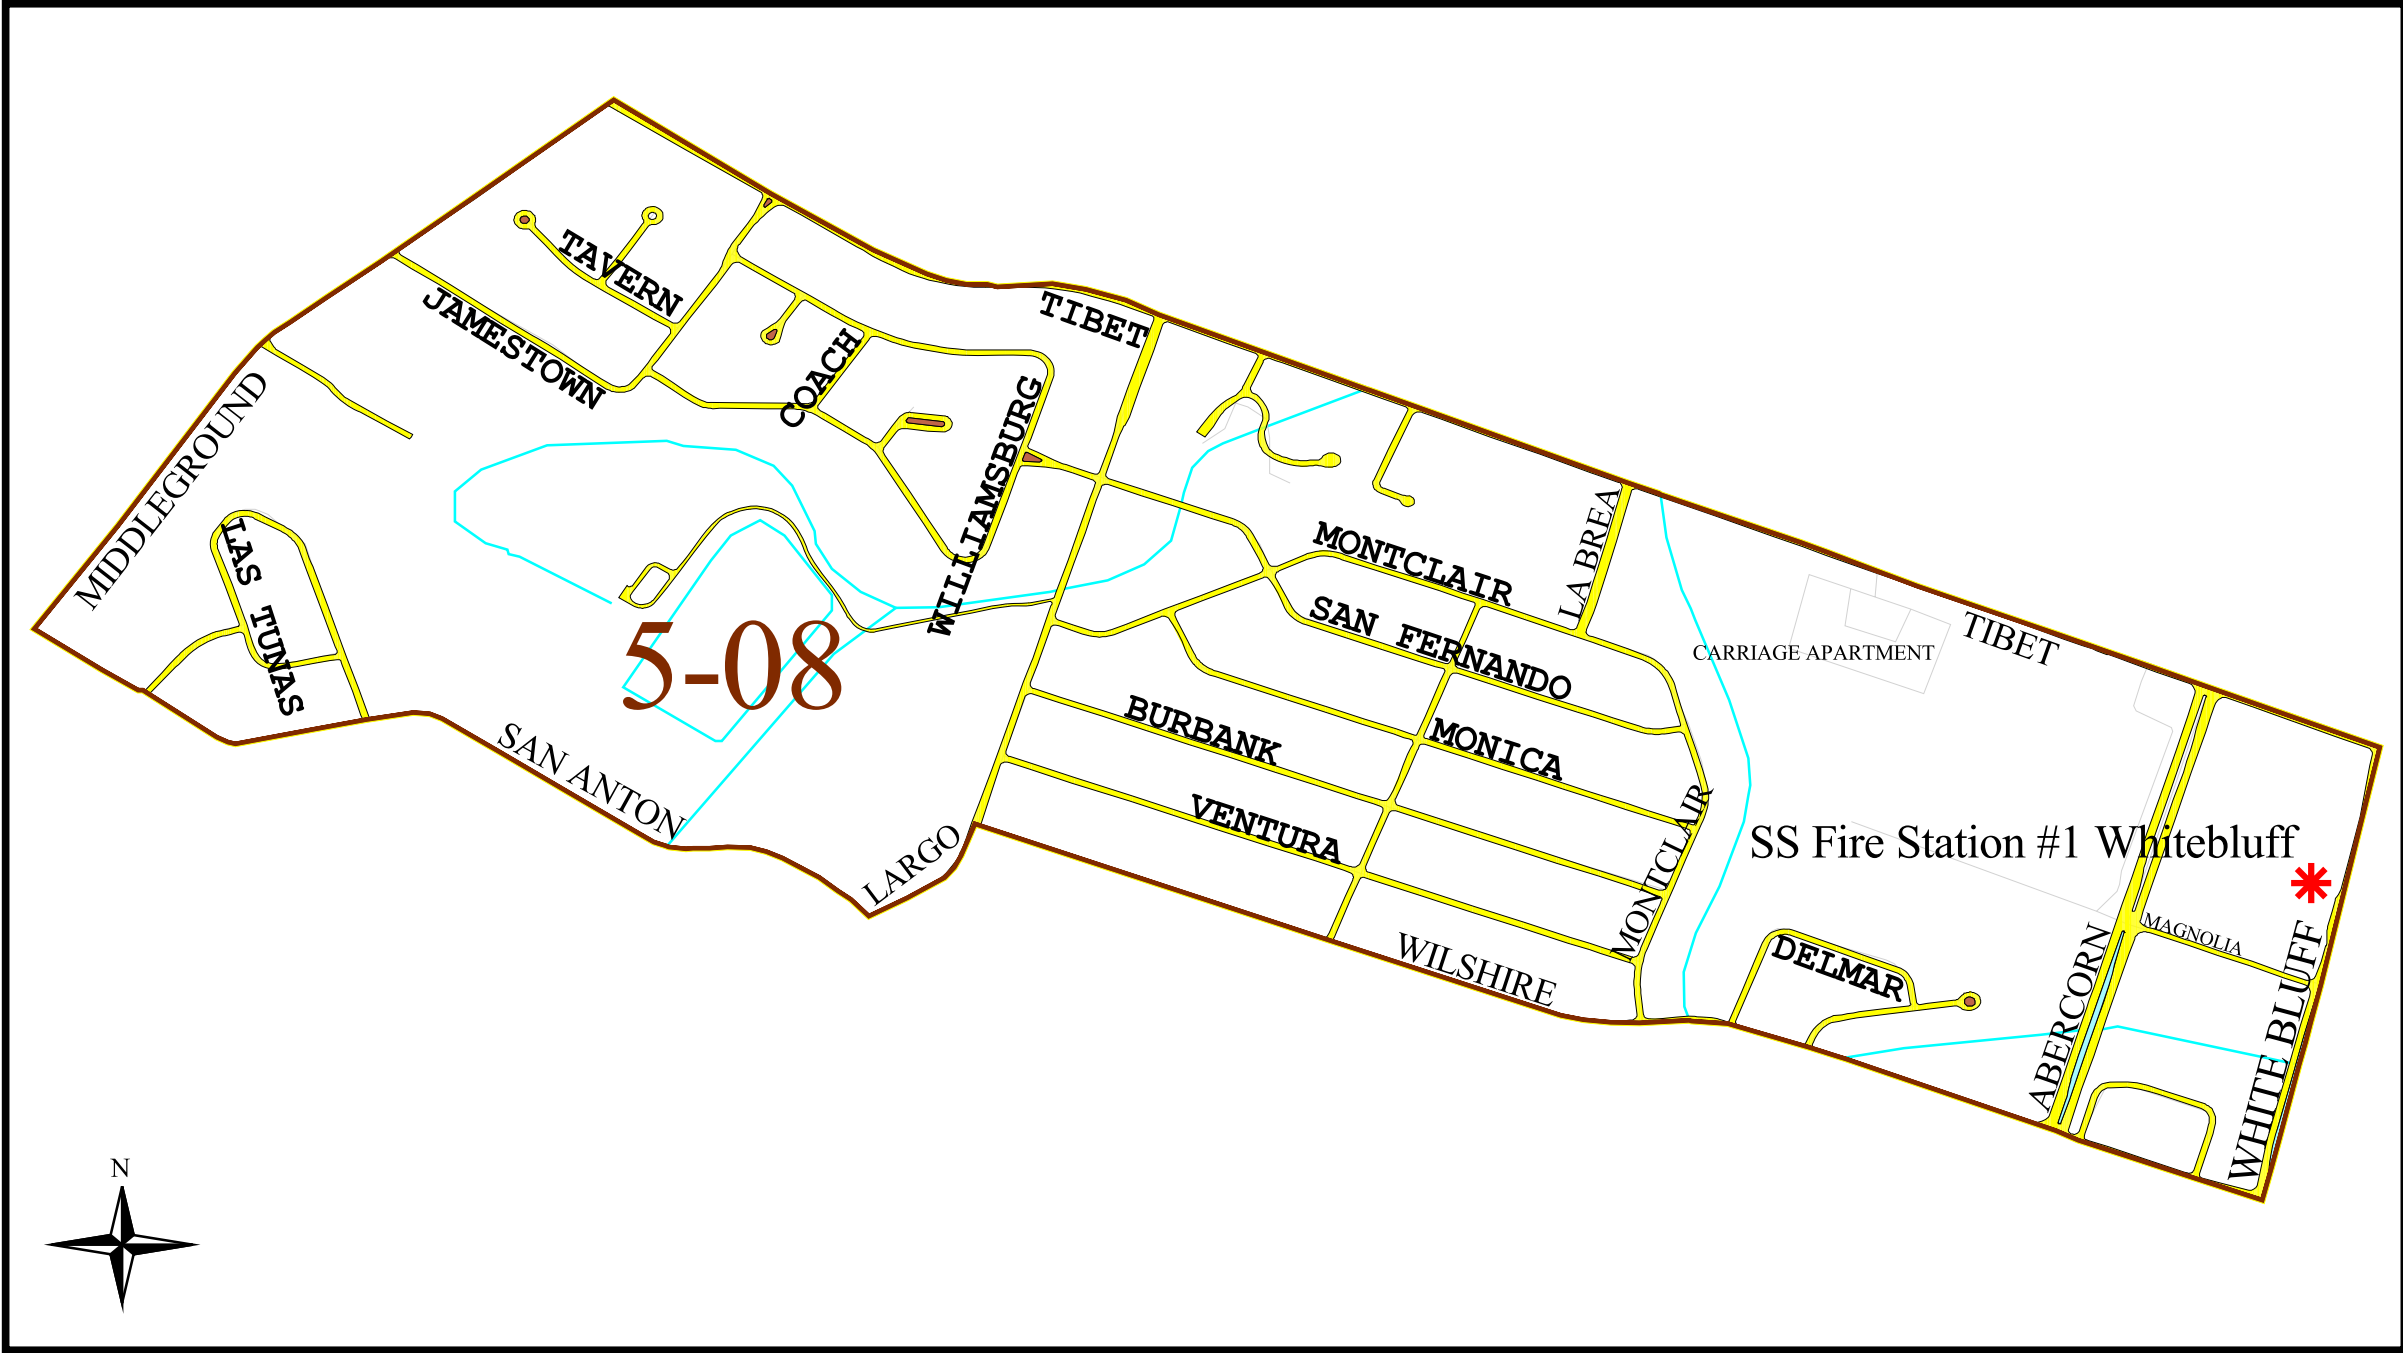 TAVERN
JAMESTOWN
TIBET
COACH
MIDDLEGROUND
WILLIAMSBURG
LAS TUNAS
MONTCLAIR
LA BREA
SAN FERNANDO
TIBET
CARRIAGE APARTMENT
5-08
BURBANK
MONICA
SAN ANTON
VENTURA
LARGO
MONTCLAIR
SS Fire Station #1 Whitebluff
MAGNOLIA
WILSHIRE
DELMAR
ABERCORN
WHITE BLUFF
N